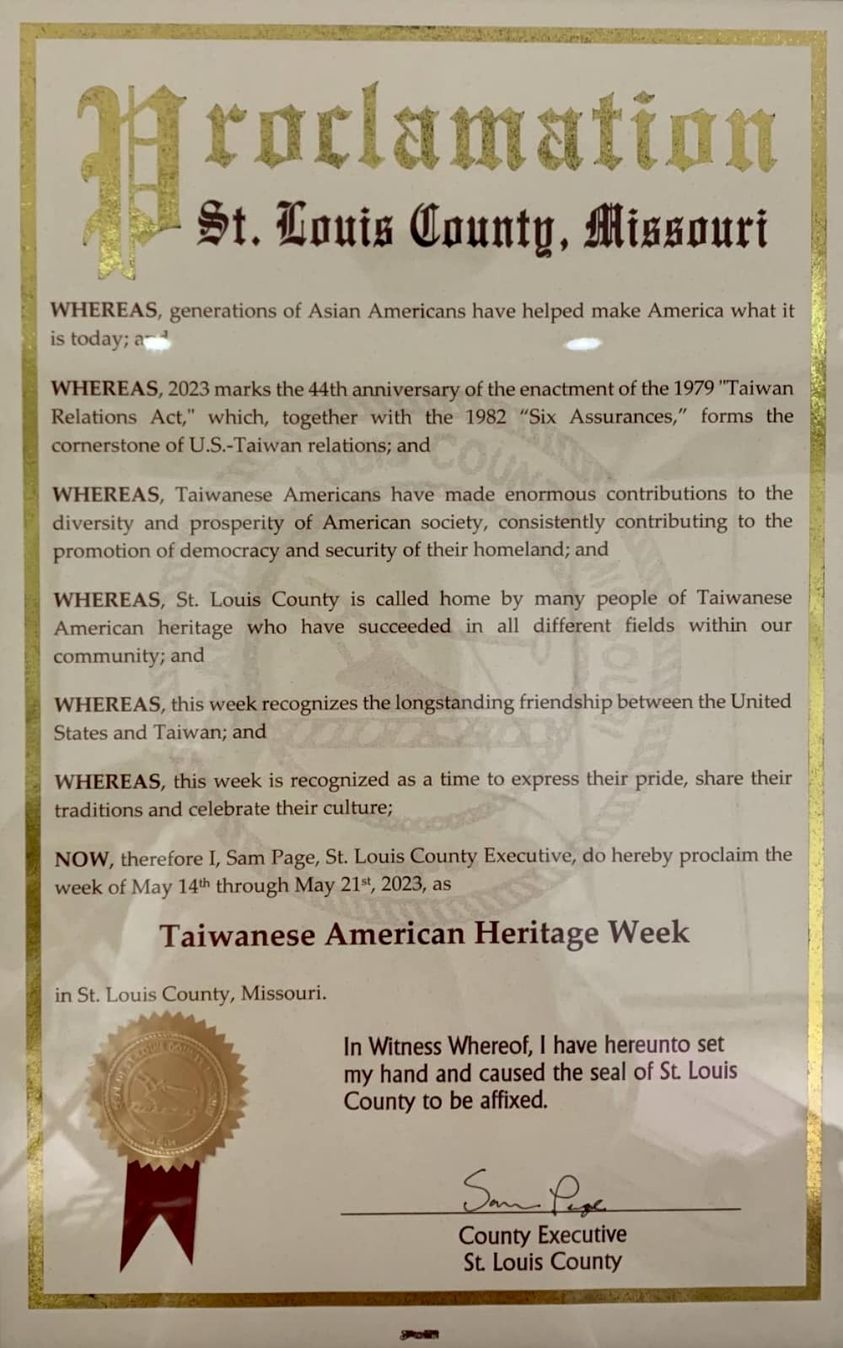 Proclamation
St. Louis County, Missouri
WHEREAS, generations of Asian Americans have helped make America what it
is today; and
WHEREAS, 2023 marks the 44th anniversary of the enactment of the 1979 "Taiwan
Relations Act," which, together with the 1982 “Six Assurances,” forms the
cornerstone of U.S.-Taiwan relations; and
WHEREAS, Taiwanese Americans have made enormous contributions to the
diversity and prosperity of American society, consistently contributing to the
promotion of democracy and security of their homeland; and
WHEREAS, St. Louis County is called home by many people of Taiwanese
American heritage who have succeeded in all different fields within our
community; and
WHEREAS, this week recognizes the longstanding friendship between the United
States and Taiwan; and
WHEREAS, this week is recognized as a time to express their pride, share their
traditions and celebrate their culture;
NOW, therefore I, Sam Page, St. Louis County Executive, do hereby proclaim the
week of May 14th through May 21st, 2023, as
Taiwanese American Heritage Week
in St. Louis County, Missouri.
In Witness Whereof, I have hereunto set
my hand and caused the seal of St. Louis
County to be affixed.
Sam Page
County Executive
St. Louis County